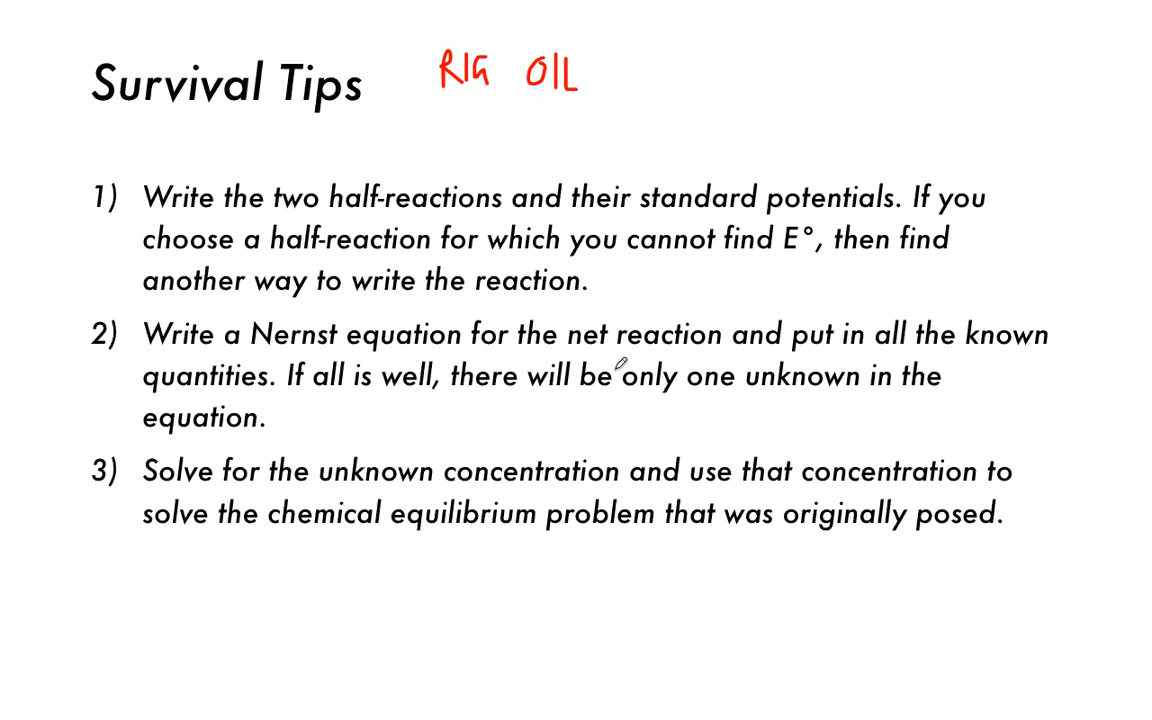 Survival Tips RIG OIL
1) Write the two half-reactions and their standard potentials. If you
choose a half-reaction for which you cannot find E°, then find
another way to write the reaction.
2) Write a Nernst equation for the net reaction and put in all the known
quantities. If all is well, there will be only one unknown in the
equation.
3) Solve for the unknown concentration and use that concentration to
solve the chemical equilibrium problem that was originally posed.